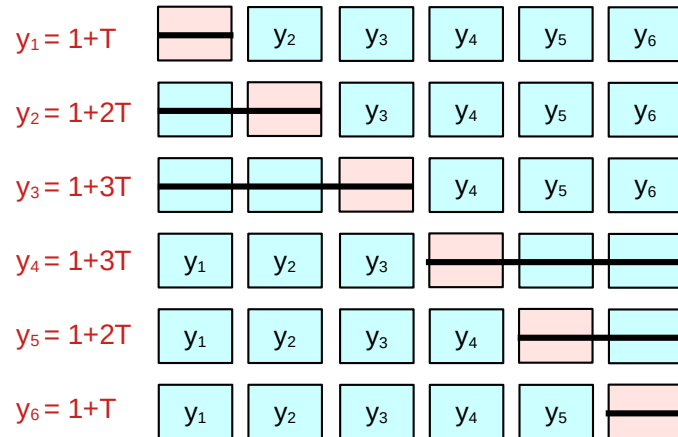 y₁ = 1+T y₂ y₃ y₄ y₅ y₆
y₂ = 1+2T y₃ y₄ y₅ y₆
y₃ = 1+3T y₄ y₅ y₆
y₄ = 1+3T y₁ y₂ y₃
y₅ = 1+2T y₁ y₂ y₃ y₄
y₆ = 1+T y₁ y₂ y₃ y₄ y₅